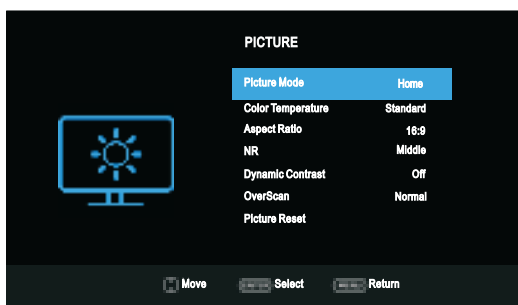 PICTURE
Picture Mode Home
Color Temperature Standard
Aspect Ratio 16:9
NR Middle
Dynamic Contrast Off
OverScan Normal
Picture Reset
Move Select Return